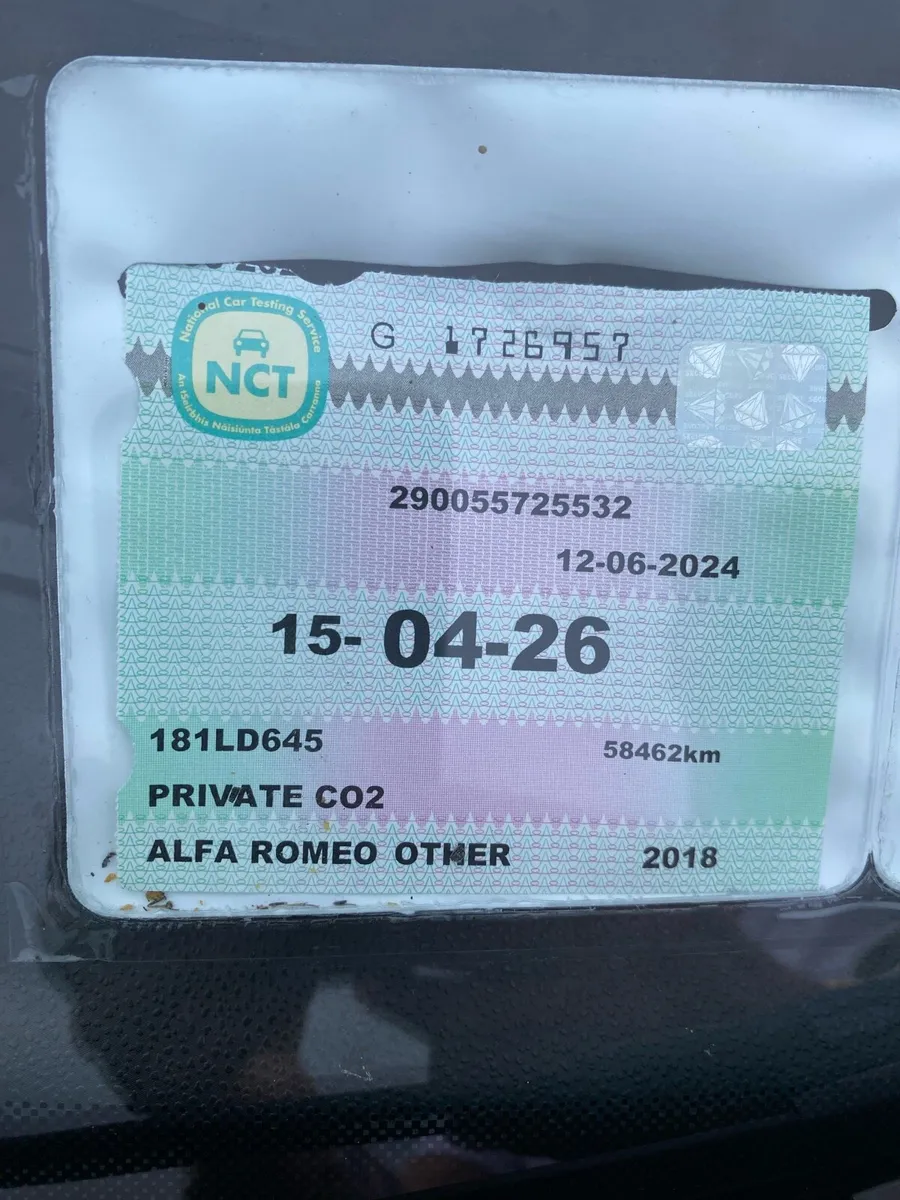 National Car Testing Service
NCT
An tSeirbhís Náisiúnta Tástála Carranna
G 1726957
290055725532
12-06-2024
15-04-26
181LD645
58462km
PRIVATE CO2
ALFA ROMEO OTHER
2018